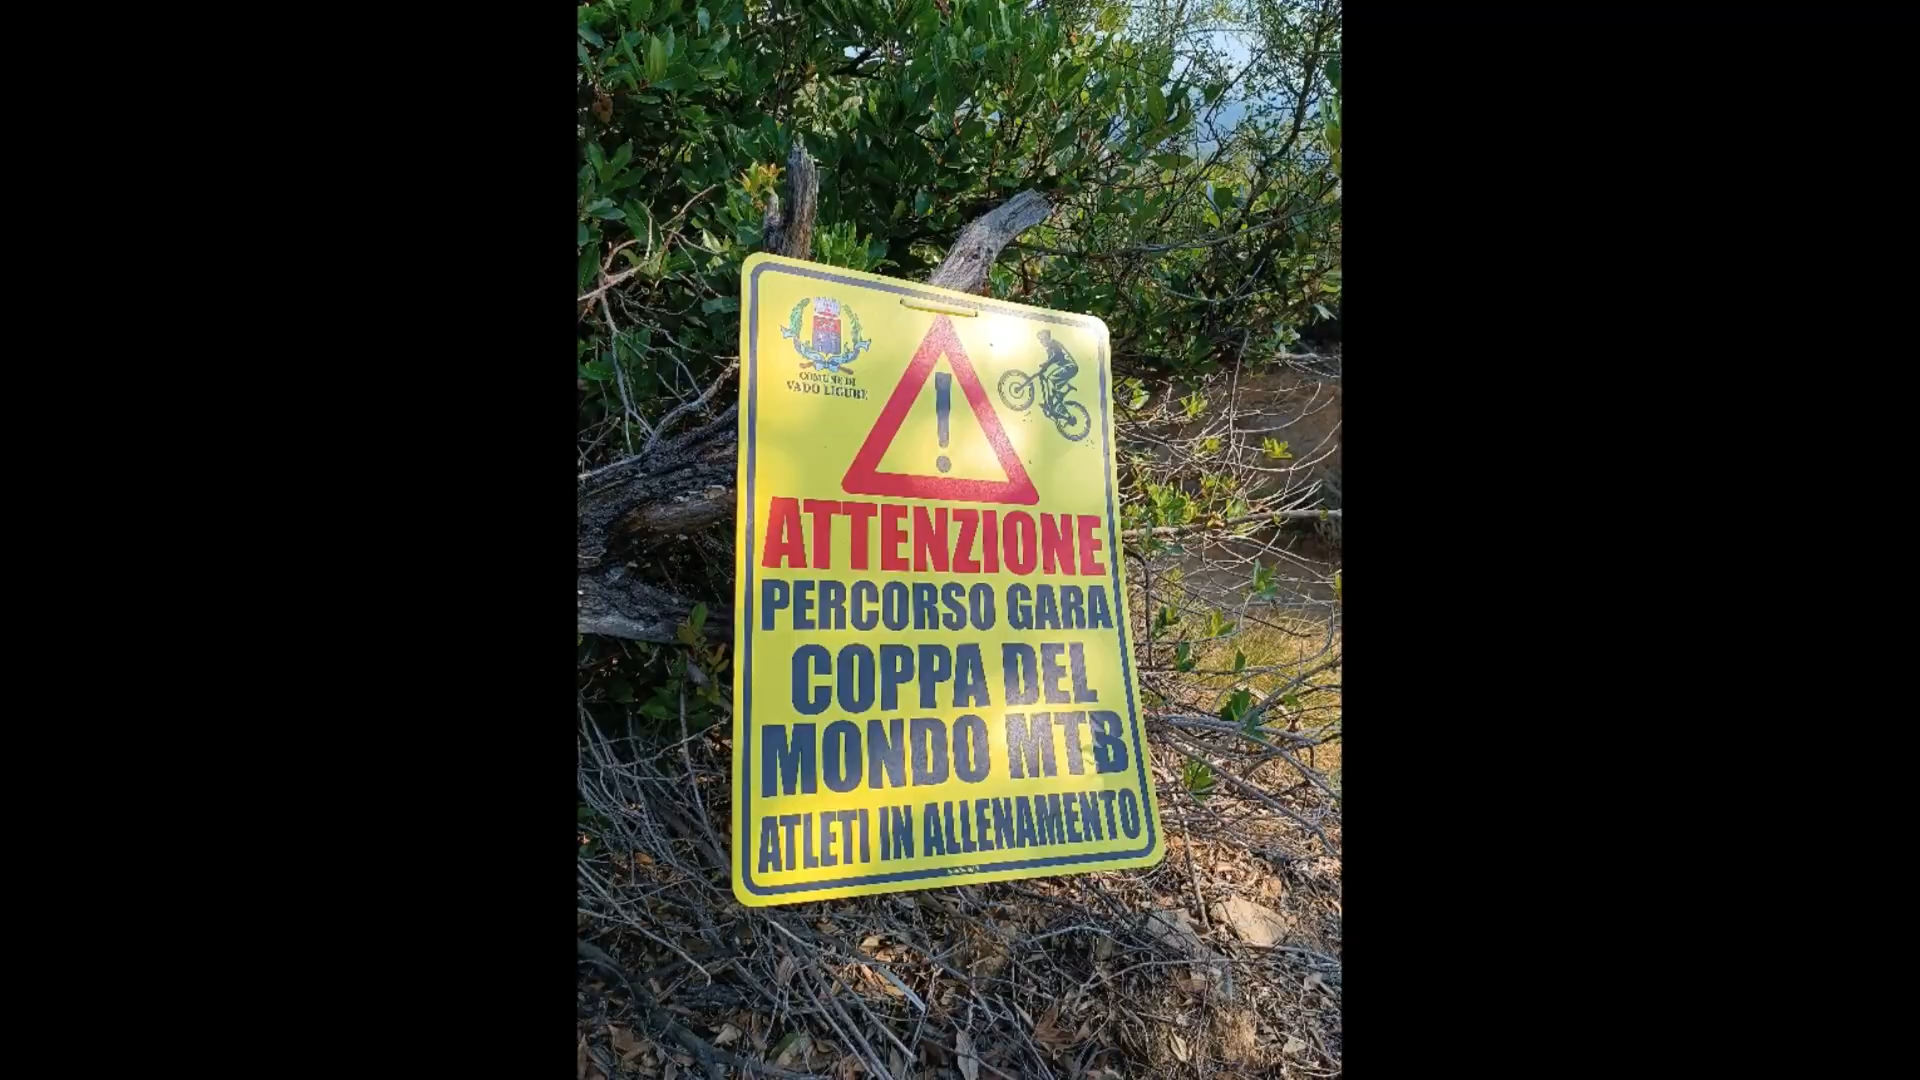 COMUNE DI
VADO LIGURE
!
ATTENZIONE
PERCORSO GARA
COPPA DEL
MONDO MTB
ATLETI IN ALLENAMENTO